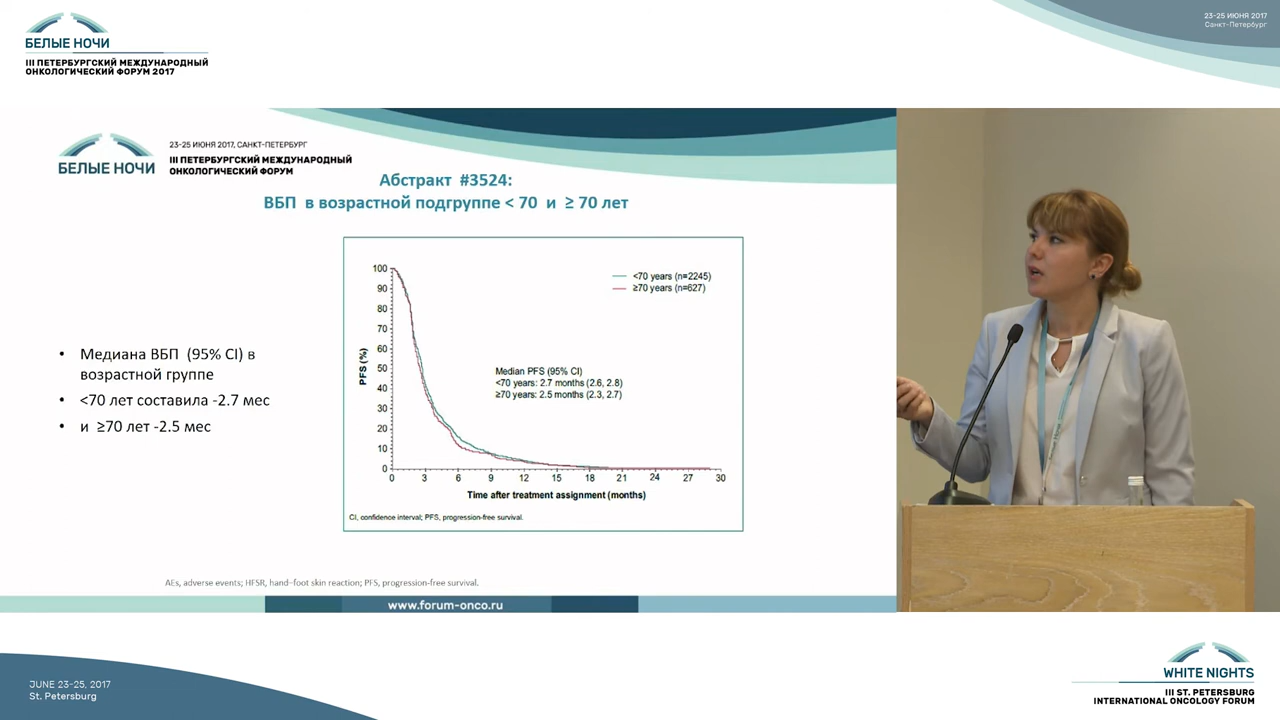 БЕЛЫЕ НОЧИ
III ПЕТЕРБУРГСКИЙ МЕЖДУНАРОДНЫЙ
ОНКОЛОГИЧЕСКИЙ ФОРУМ 2017
23-25 ИЮНЯ 2017
Санкт-Петербург
БЕЛЫЕ НОЧИ
23-25 ИЮНЯ 2017, САНКТ-ПЕТЕРБУРГ
III ПЕТЕРБУРГСКИЙ МЕЖДУНАРОДНЫЙ
ОНКОЛОГИЧЕСКИЙ ФОРУМ
Абстракт #3524:
ВБП в возрастной подгруппе < 70 и ≥ 70 лет
• Медиана ВБП (95% CI) в
возрастной группе
• <70 лет составила -2.7 мес
• и ≥70 лет -2.5 мес
PFS (%)
100
90
80
70
60
50
40
30
20
10
0
<70 years (n=2245)
≥70 years (n=627)
Median PFS (95% CI)
<70 years: 2.7 months (2.6, 2.8)
≥70 years: 2.5 months (2.3, 2.7)
0 3 6 9 12 15 18 21 24 27 30
Time after treatment assignment (months)
CI, confidence interval; PFS, progression-free survival.
AEs, adverse events; HFSR, hand–foot skin reaction; PFS, progression-free survival.
www.forum-onco.ru
JUNE 23-25, 2017
St. Petersburg
WHITE NIGHTS
III ST. PETERSBURG
INTERNATIONAL ONCOLOGY FORUM